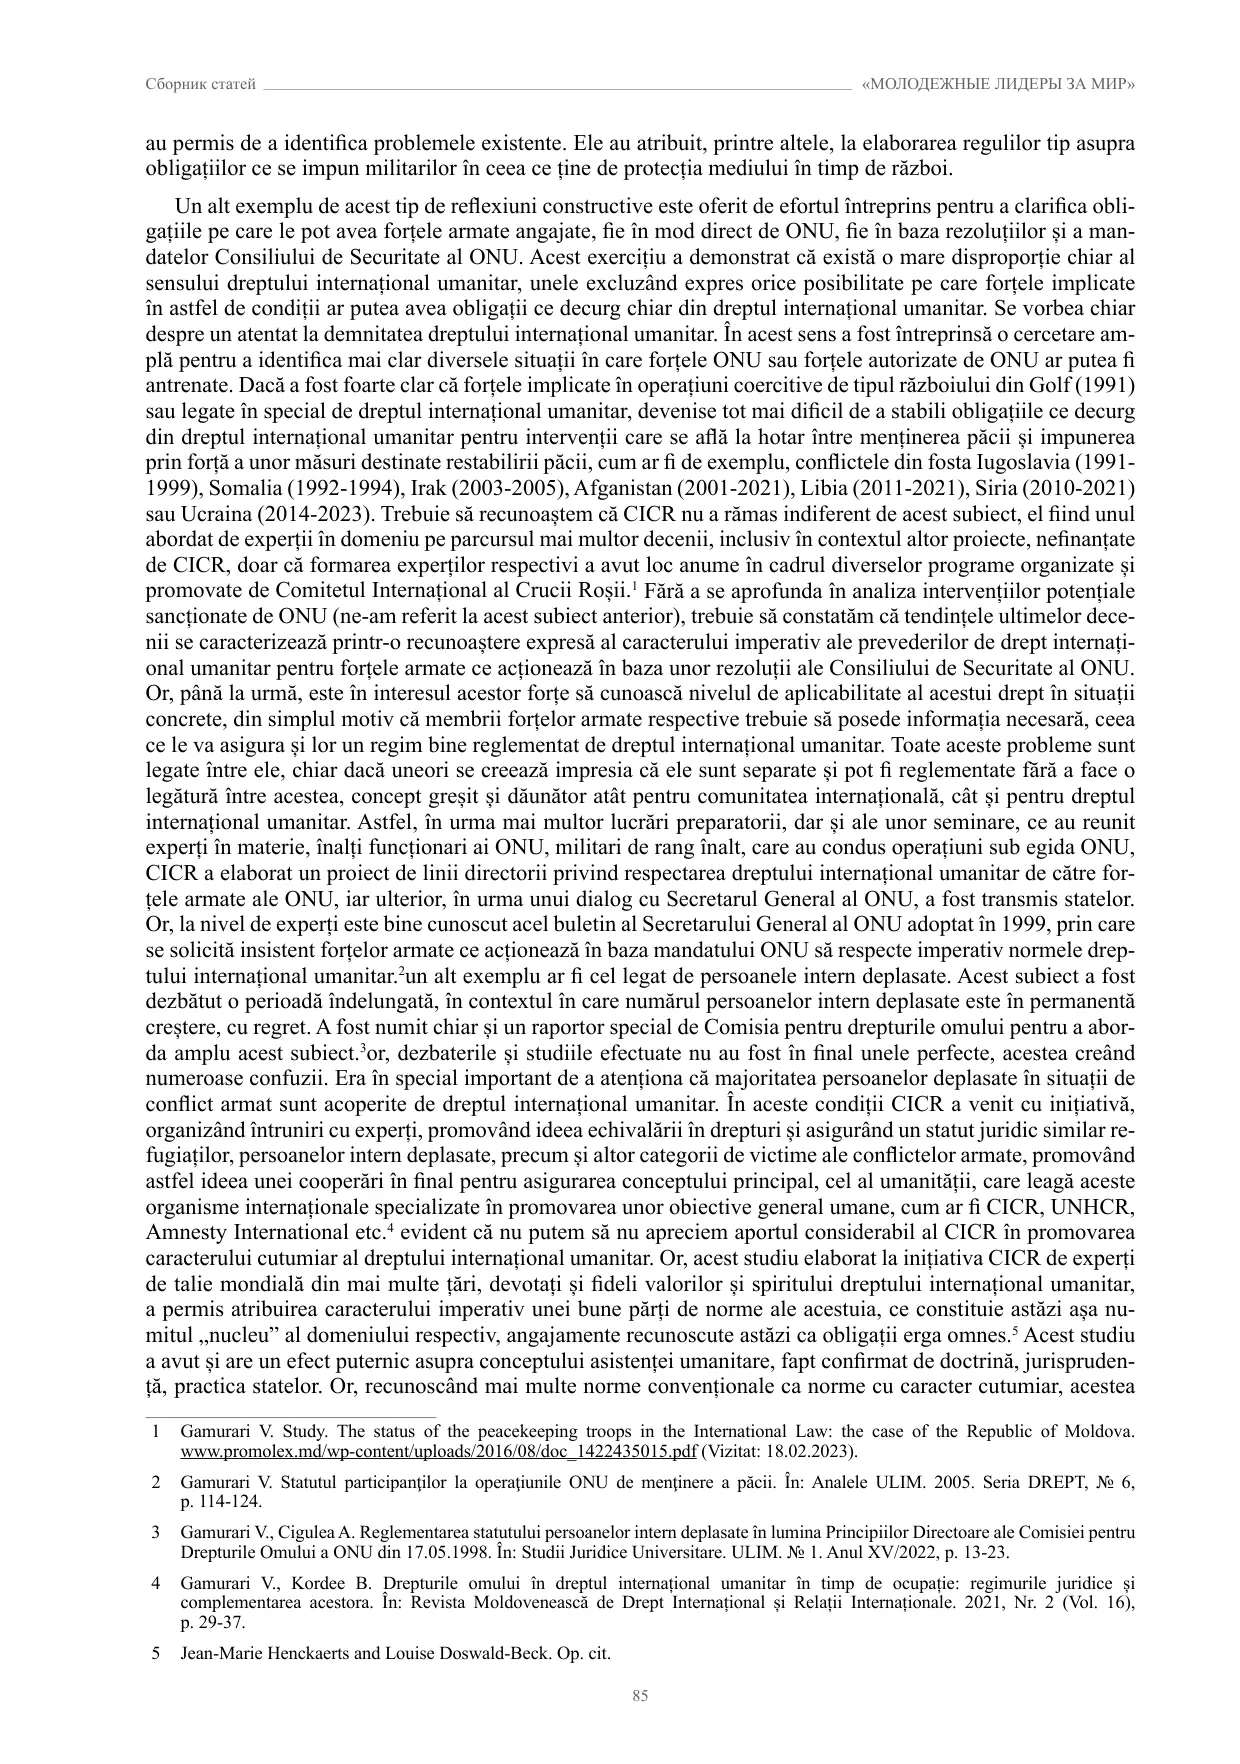 Сборник статей «МОЛОДЕЖНЫЕ ЛИДЕРЫ ЗА МИР»
au permis de a identifica problemele existente. Ele au atribuit, printre altele, la elaborarea regulilor tip asupra
obligațiilor ce se impun militarilor în ceea ce ține de protecția mediului în timp de război.
Un alt exemplu de acest tip de reflexiuni constructive este oferit de efortul întreprins pentru a clarifica obli-
gațiile pe care le pot avea forțele armate angajate, fie în mod direct de ONU, fie în baza rezoluțiilor și a man-
datelor Consiliului de Securitate al ONU. Acest exercițiu a demonstrat că există o mare disproporție chiar al
sensului dreptului internațional umanitar, unele excluzând expres orice posibilitate pe care forțele implicate
în astfel de condiții ar putea avea obligații ce decurg chiar din dreptul internațional umanitar. Se vorbea chiar
despre un atentat la demnitatea dreptului internațional umanitar. În acest sens a fost întreprinsă o cercetare am-
plă pentru a identifica mai clar diversele situații în care forțele ONU sau forțele autorizate de ONU ar putea fi
antrenate. Dacă a fost foarte clar că forțele implicate în operațiuni coercitive de tipul războiului din Golf (1991)
sau legate în special de dreptul internațional umanitar, devenise tot mai dificil de a stabili obligațiile ce decurg
din dreptul internațional umanitar pentru intervenții care se află la hotar între menținerea păcii și impunerea
prin forță a unor măsuri destinate restabilirii păcii, cum ar fi de exemplu, conflictele din fosta Iugoslavia (1991-
1999), Somalia (1992-1994), Irak (2003-2005), Afganistan (2001-2021), Libia (2011-2021), Siria (2010-2021)
sau Ucraina (2014-2023). Trebuie să recunoaștem că CICR nu a rămas indiferent de acest subiect, el fiind unul
abordat de experții în domeniu pe parcursul mai multor decenii, inclusiv în contextul altor proiecte, nefinanțate
de CICR, doar că formarea experților respectivi a avut loc anume în cadrul diverselor programe organizate și
promovate de Comitetul Internațional al Crucii Roșii.1 Fără a se aprofunda în analiza intervențiilor potențiale
sancționate de ONU (ne-am referit la acest subiect anterior), trebuie să constatăm că tendințele ultimelor dece-
nii se caracterizează printr-o recunoaștere expresă al caracterului imperativ ale prevederilor de drept internați-
onal umanitar pentru forțele armate ce acționează în baza unor rezoluții ale Consiliului de Securitate al ONU.
Or, până la urmă, este în interesul acestor forțe să cunoască nivelul de aplicabilitate al acestui drept în situații
concrete, din simplul motiv că membrii forțelor armate respective trebuie să posede informația necesară, ceea
ce le va asigura și lor un regim bine reglementat de dreptul internațional umanitar. Toate aceste probleme sunt
legate între ele, chiar dacă uneori se creează impresia că ele sunt separate și pot fi reglementate fără a face o
legătură între acestea, concept greșit și dăunător atât pentru comunitatea internațională, cât și pentru dreptul
internațional umanitar. Astfel, în urma mai multor lucrări preparatorii, dar și ale unor seminare, ce au reunit
experți în materie, înalți funcționari ai ONU, militari de rang înalt, care au condus operațiuni sub egida ONU,
CICR a elaborat un proiect de linii directorii privind respectarea dreptului internațional umanitar de către for-
țele armate ale ONU, iar ulterior, în urma unui dialog cu Secretarul General al ONU, a fost transmis statelor.
Or, la nivel de experți este bine cunoscut acel buletin al Secretarului General al ONU adoptat în 1999, prin care
se solicită insistent forțelor armate ce acționează în baza mandatului ONU să respecte imperativ normele drep-
tului internațional umanitar.2un alt exemplu ar fi cel legat de persoanele intern deplasate. Acest subiect a fost
dezbătut o perioadă îndelungată, în contextul în care numărul persoanelor intern deplasate este în permanentă
creștere, cu regret. A fost numit chiar și un raportor special de Comisia pentru drepturile omului pentru a abor-
da amplu acest subiect.3or, dezbaterile și studiile efectuate nu au fost în final unele perfecte, acestea creând
numeroase confuzii. Era în special important de a atenționa că majoritatea persoanelor deplasate în situații de
conflict armat sunt acoperite de dreptul internațional umanitar. În aceste condiții CICR a venit cu inițiativă,
organizând întruniri cu experți, promovând ideea echivalării în drepturi și asigurând un statut juridic similar re-
fugiaților, persoanelor intern deplasate, precum și altor categorii de victime ale conflictelor armate, promovând
astfel ideea unei cooperări în final pentru asigurarea conceptului principal, cel al umanității, care leagă aceste
organisme internaționale specializate în promovarea unor obiective general umane, cum ar fi CICR, UNHCR,
Amnesty International etc.4 evident că nu putem să nu apreciem aportul considerabil al CICR în promovarea
caracterului cutumiar al dreptului internațional umanitar. Or, acest studiu elaborat la inițiativa CICR de experți
de talie mondială din mai multe țări, devotați și fideli valorilor și spiritului dreptului internațional umanitar,
a permis atribuirea caracterului imperativ unei bune părți de norme ale acestuia, ce constituie astăzi așa nu-
mitul „nucleu” al domeniului respectiv, angajamente recunoscute astăzi ca obligații erga omnes.5 Acest studiu
a avut și are un efect puternic asupra conceptului asistenței umanitare, fapt confirmat de doctrină, jurispruden-
ță, practica statelor. Or, recunoscând mai multe norme convenționale ca norme cu caracter cutumiar, acestea
1 Gamurari V. Study. The status of the peacekeeping troops in the International Law: the case of the Republic of Moldova.
www.promolex.md/wp-content/uploads/2016/08/doc_1422435015.pdf (Vizitat: 18.02.2023).
2 Gamurari V. Statutul participanţilor la operaţiunile ONU de menţinere a păcii. În: Analele ULIM. 2005. Seria DREPT, № 6,
p. 114-124.
3 Gamurari V., Cigulea A. Reglementarea statutului persoanelor intern deplasate în lumina Principiilor Directoare ale Comisiei pentru
Drepturile Omului a ONU din 17.05.1998. În: Studii Juridice Universitare. ULIM. № 1. Anul XV/2022, p. 13-23.
4 Gamurari V., Kordee B. Drepturile omului în dreptul internațional umanitar în timp de ocupație: regimurile juridice și
complementarea acestora. În: Revista Moldovenească de Drept Internațional și Relații Internaționale. 2021, Nr. 2 (Vol. 16),
p. 29-37.
5 Jean-Marie Henckaerts and Louise Doswald-Beck. Op. cit.
85